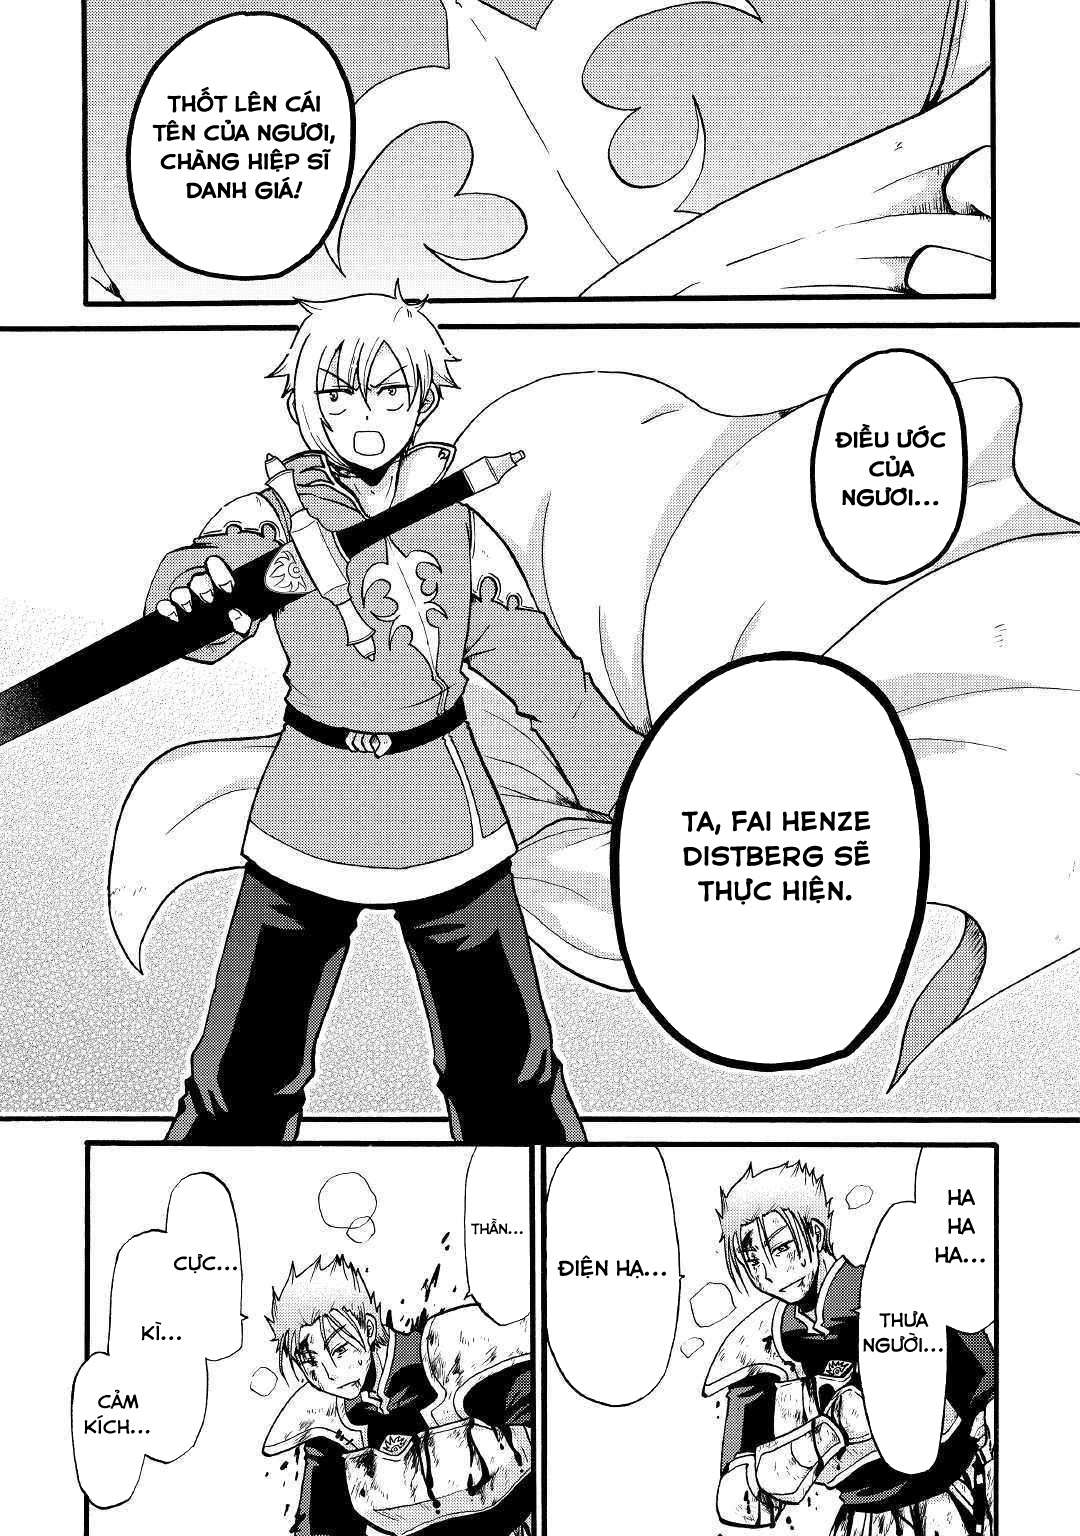 THỐT LÊN CÁI
TÊN CỦA NGƯƠI,
CHÀNG HIỆP SĨ
DANH GIÁ!
ĐIỀU ƯỚC
CỦA
NGƯƠI...
TA, FAI HENZE
DISTBERG SẼ
THỰC HIỆN.
HA
HA
HA...
THƯA
NGƯỜI...
ĐIỆN HẠ...
THẦN...
CỰC...
KÌ...
CẢM
KÍCH...